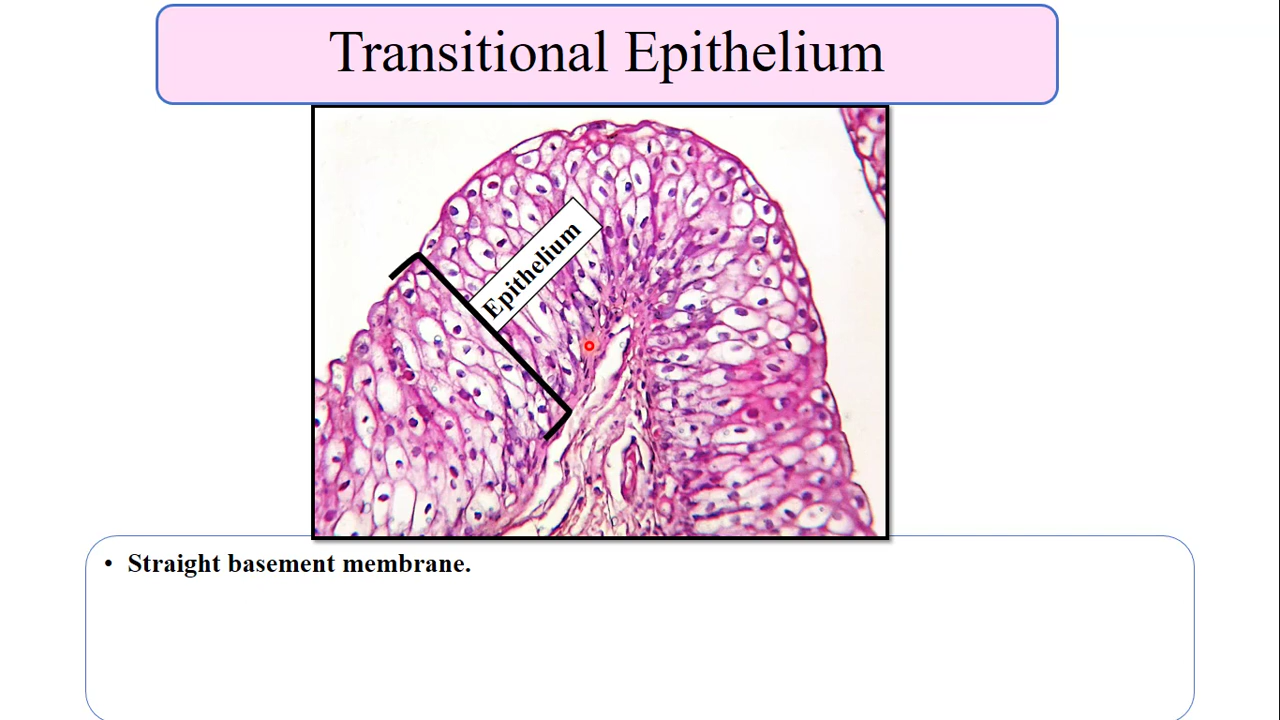 Transitional Epithelium
Epithelium
• Straight basement membrane.